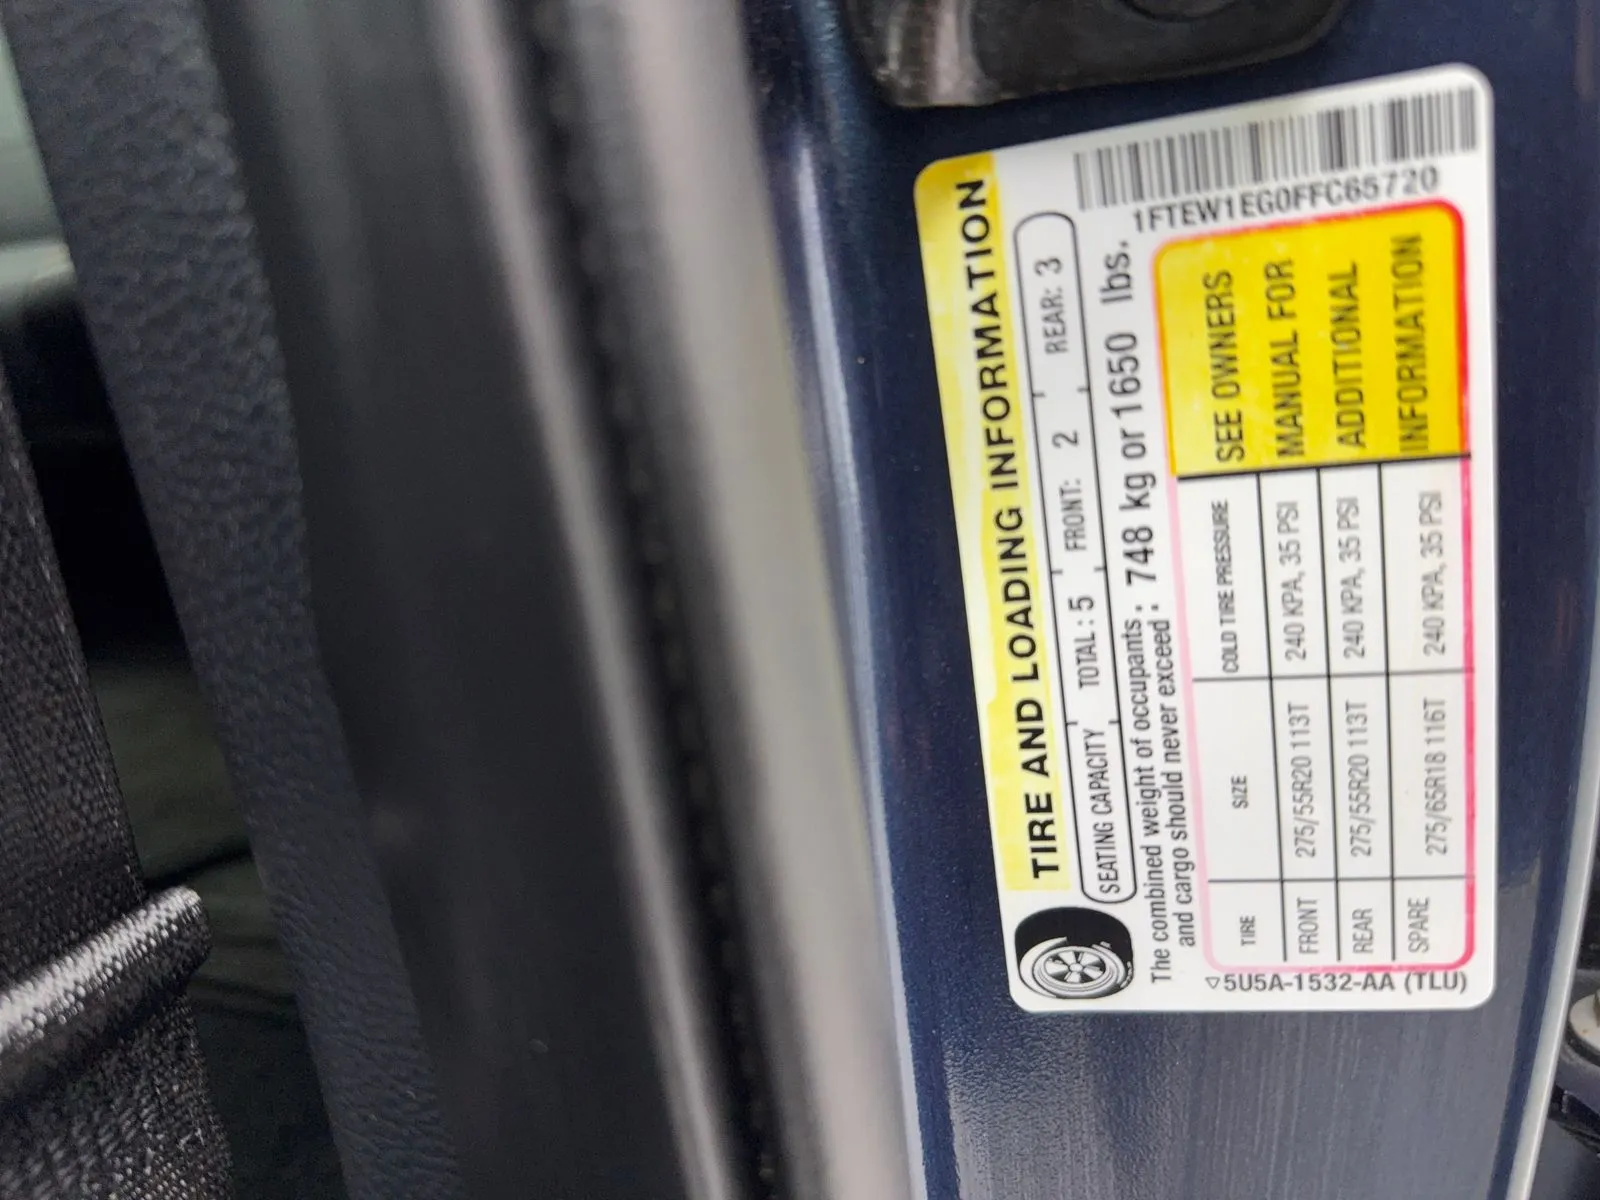 TIRE AND LOADING INFORMATION
SEATING CAPACITY TOTAL : 5 FRONT: 2 REAR: 3
The combined weight of occupants and cargo should never exceed : 748 kg or 1650 lbs.
1FTEW1EG0FFC65720
TIRE SIZE COLD TIRE PRESSURE
FRONT 275/55R20 113T 240 KPA, 35 PSI
REAR 275/55R20 113T 240 KPA, 35 PSI
SPARE 275/65R18 116T 240 KPA, 35 PSI
SEE OWNERS
MANUAL FOR
ADDITIONAL
INFORMATION
5U5A-1532-AA (TLU)